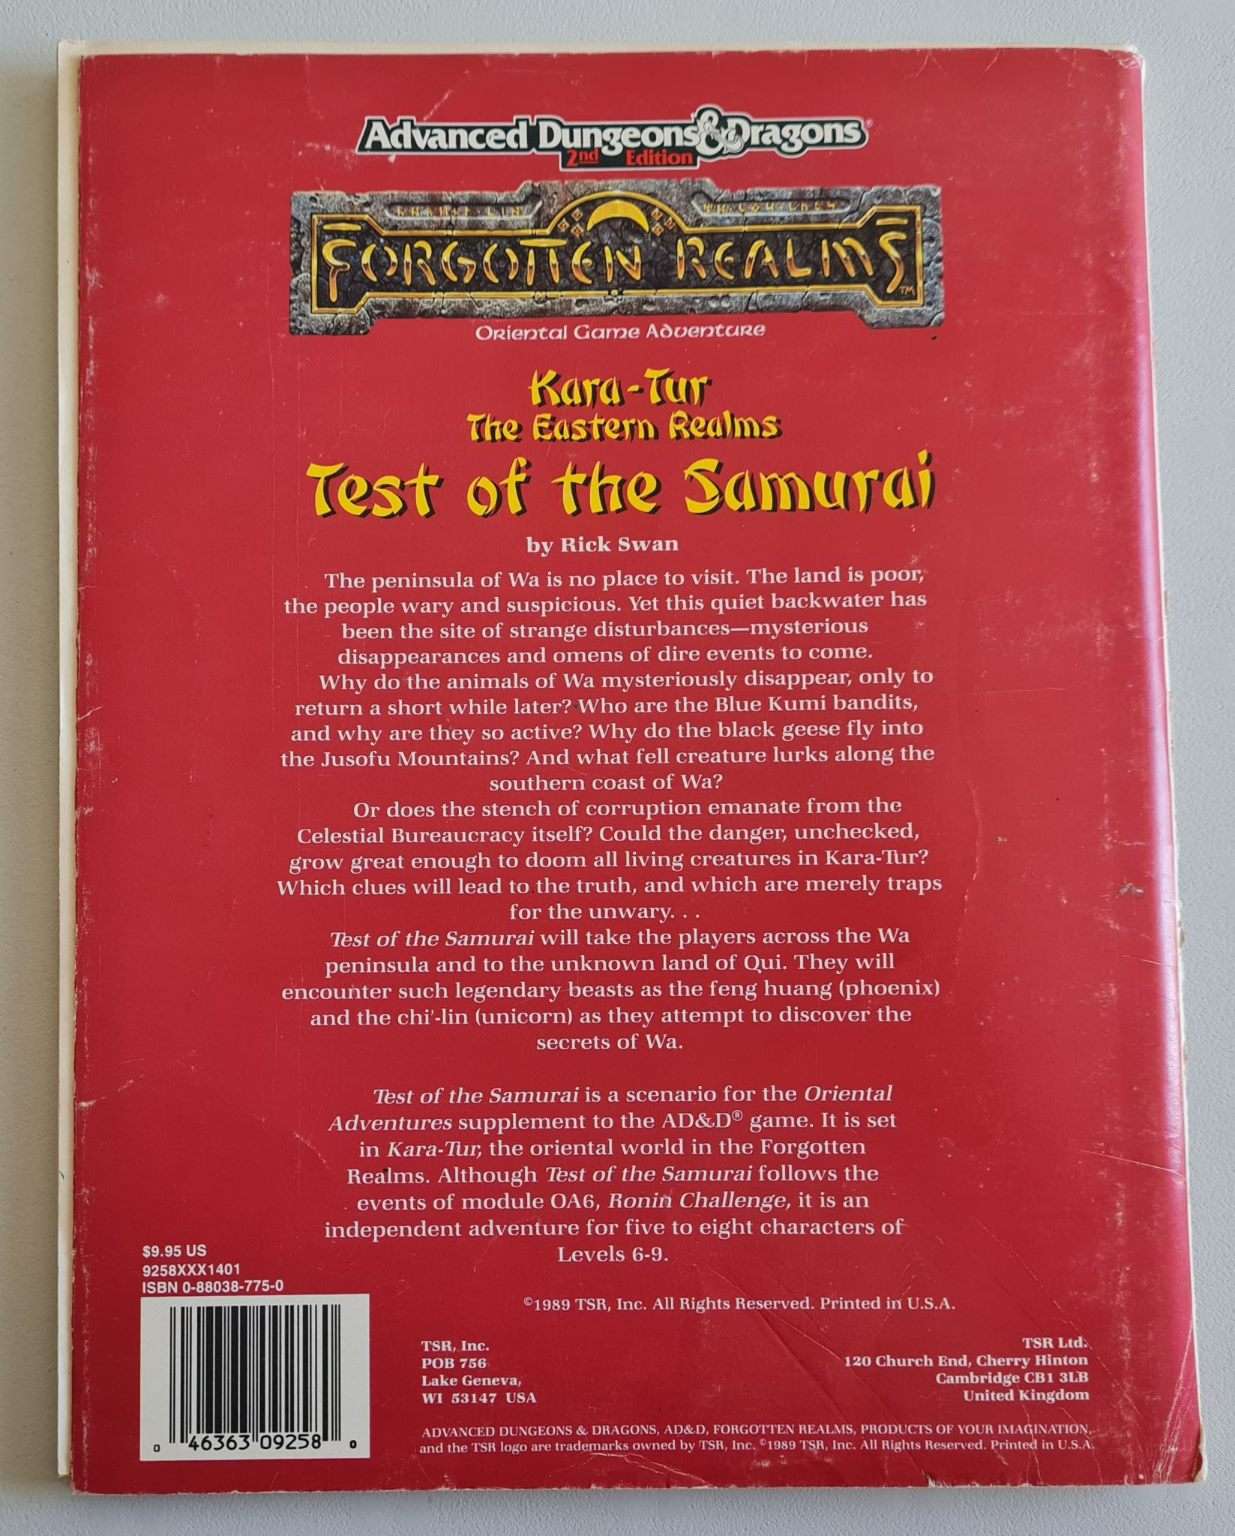 Advanced Dungeons & Dragons®
2nd Edition
FORGOTTEN REALMS™
Oriental Game Adventure
Kara-Tur
The Eastern Realms
Test of the Samurai
by Rick Swan
The peninsula of Wa is no place to visit. The land is poor,
the people wary and suspicious. Yet this quiet backwater has
been the site of strange disturbances—mysterious
disappearances and omens of dire events to come.
Why do the animals of Wa mysteriously disappear, only to
return a short while later? Who are the Blue Kumi bandits,
and why are they so active? Why do the black geese fly into
the Jusofu Mountains? And what fell creature lurks along the
southern coast of Wa?
Or does the stench of corruption emanate from the
Celestial Bureaucracy itself? Could the danger, unchecked,
grow great enough to doom all living creatures in Kara-Tur?
Which clues will lead to the truth, and which are merely traps
for the unwary. . .
Test of the Samurai will take the players across the Wa
peninsula and to the unknown land of Qui. They will
encounter such legendary beasts as the feng huang (phoenix)
and the chi'-lin (unicorn) as they attempt to discover the
secrets of Wa.
Test of the Samurai is a scenario for the Oriental
Adventures supplement to the AD&D® game. It is set
in Kara-Tur, the oriental world in the Forgotten
Realms. Although Test of the Samurai follows the
events of module OA6, Ronin Challenge, it is an
independent adventure for five to eight characters of
Levels 6-9.
$9.95 US
9258XXX1401
ISBN 0-88038-775-0
0 46363 09258 0
©1989 TSR, Inc. All Rights Reserved. Printed in U.S.A.
TSR, Inc.
POB 756
Lake Geneva,
WI 53147 USA
TSR Ltd.
120 Church End, Cherry Hinton
Cambridge CB1 3LB
United Kingdom
ADVANCED DUNGEONS & DRAGONS, AD&D, FORGOTTEN REALMS, PRODUCTS OF YOUR IMAGINATION,
and the TSR logo are trademarks owned by TSR, Inc. ©1989 TSR, Inc. All Rights Reserved. Printed in U.S.A.